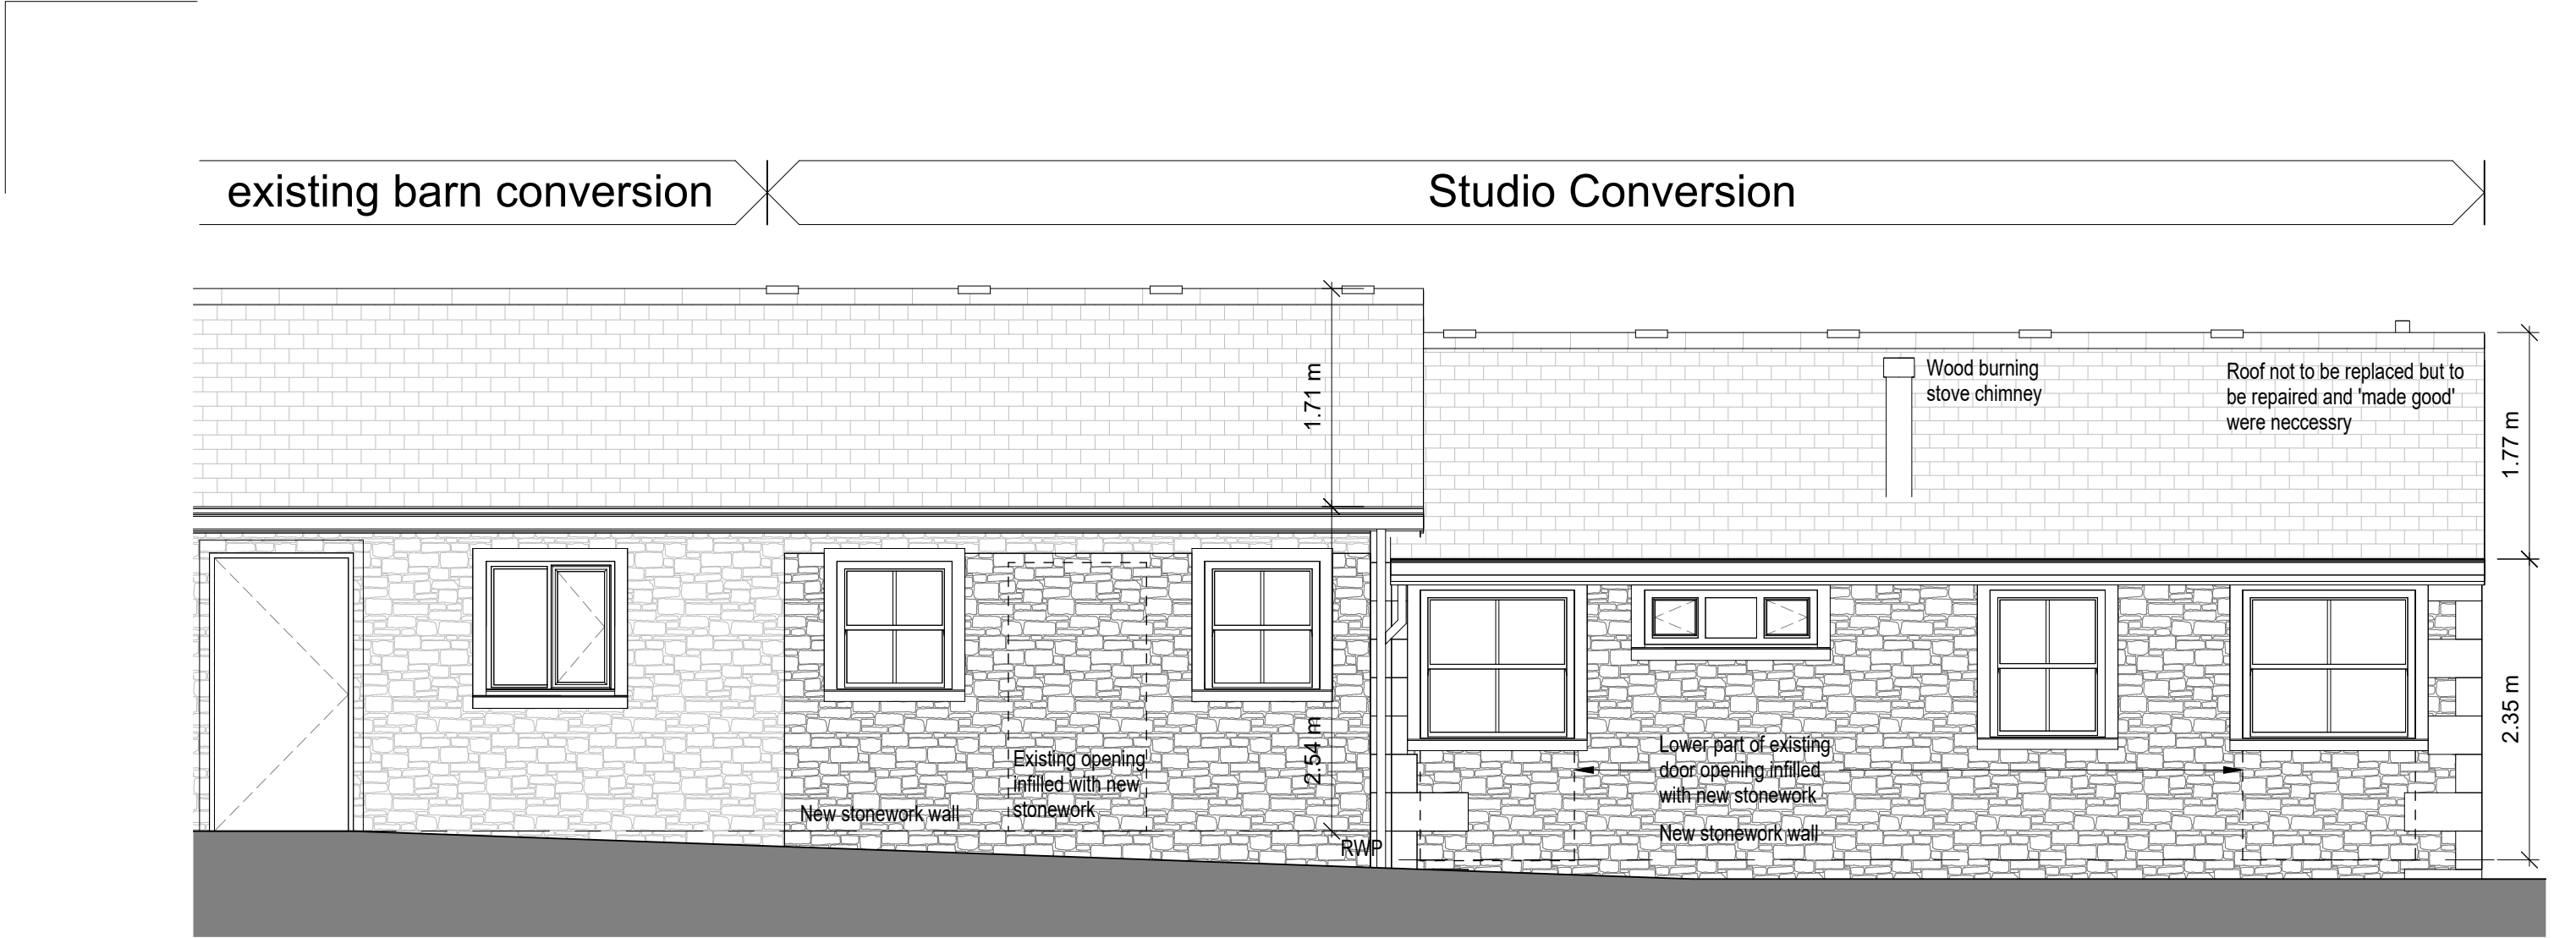 existing barn conversion
Studio Conversion
1.71 m
Wood burning
stove chimney
Roof not to be replaced but to
be repaired and 'made good'
were neccessry
1.77 m
2.54 m
Existing opening
infilled with new
stonework
New stonework wall
RWP
Lower part of existing
door opening infilled
with new stonework
New stonework wall
2.35 m